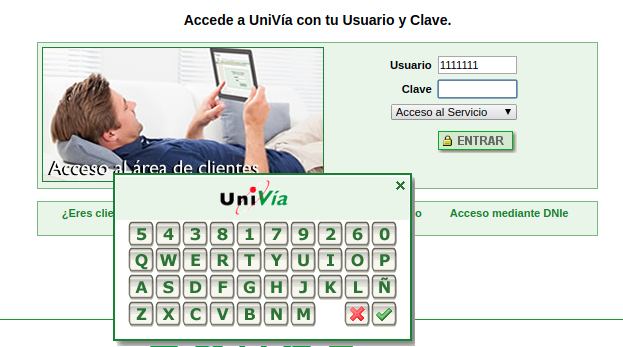 Accede a UniVía con tu Usuario y Clave.
Usuario 1111111
Clave
Acceso al Servicio
ENTRAR
Acceso al área de clientes
¿Eres
Acceso mediante DNIe
UniVía
5 4 3 8 1 7 9 2 6 0
Q W E R T Y U I O P
A S D F G H J K L Ñ
Z X C V B N M